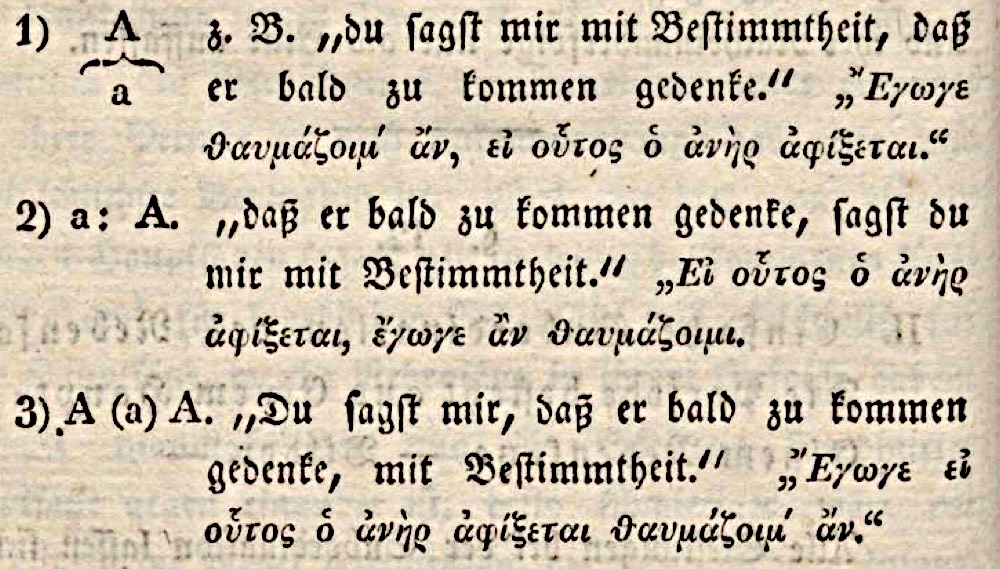 1) A z. B. „du ſagſt mir mit Beſtimmtheit, daß
a er bald zu kommen gedenke.“ „Ἔγωγε
θαυμάζοιμ᾽ ἄν, εἰ οὗτος ὁ ἀνὴρ ἀφίξεται.“
2) a: A. „daß er bald zu kommen gedenke, ſagſt du
mir mit Beſtimmtheit.“ „Εἰ οὗτος ὁ ἀνὴρ
ἀφίξεται, ἔγωγε ἂν θαυμάζοιμι.
3) A (a) A. „Du ſagſt mir, daß er bald zu kommen
gedenke, mit Beſtimmtheit.“ „Ἔγωγε εἰ
οὗτος ὁ ἀνὴρ ἀφίξεται θαυμάζοιμ᾽ ἄν.“